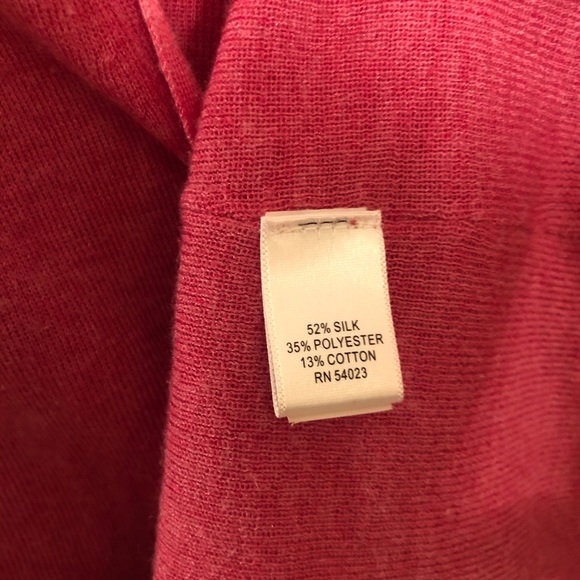 52% SILK
35% POLYESTER
13% COTTON
RN 54023